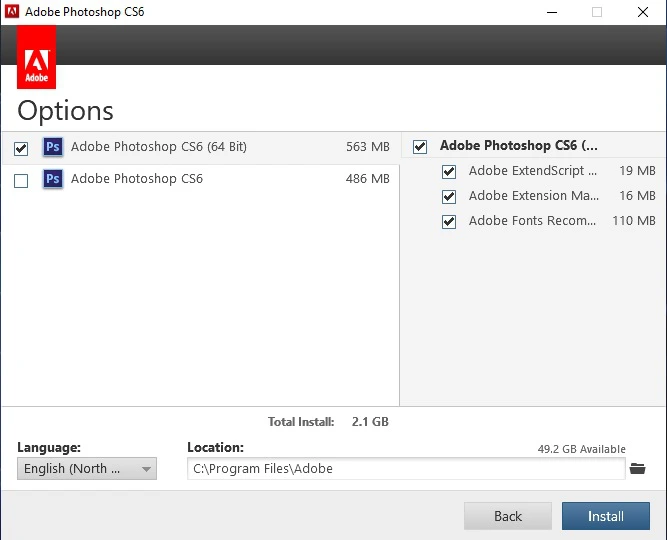 Adobe Photoshop CS6
Adobe
Options
Ps Adobe Photoshop CS6 (64 Bit) 563 MB
Ps Adobe Photoshop CS6 486 MB
Adobe Photoshop CS6 (...
Adobe ExtendScript ... 19 MB
Adobe Extension Ma... 16 MB
Adobe Fonts Recom... 110 MB
Total Install: 2.1 GB
Language:
English (North ...
Location: 49.2 GB Available
C:\Program Files\Adobe
Back Install